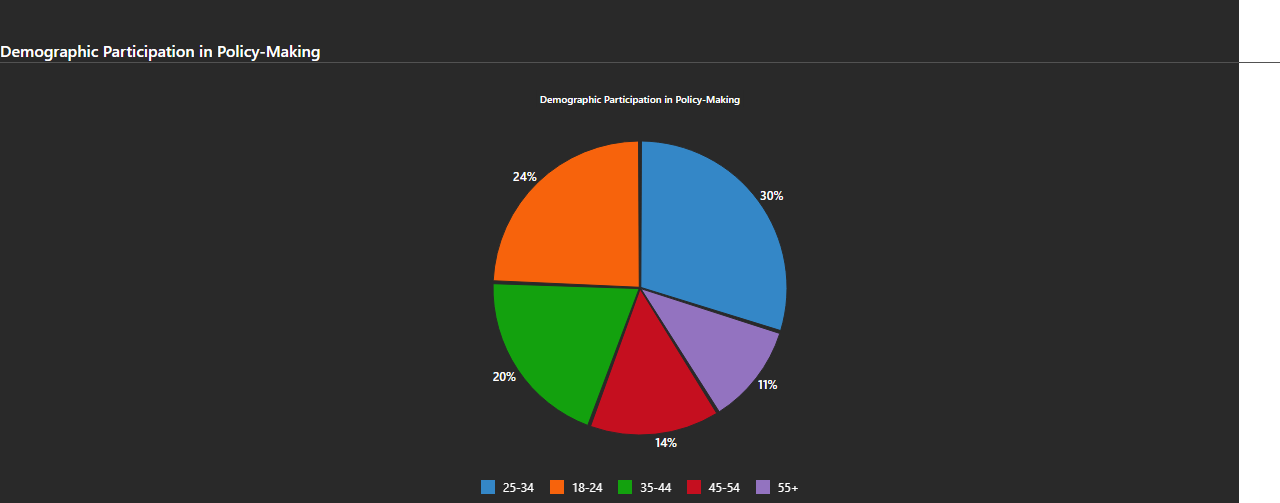 Demographic Participation in Policy-Making
Demographic Participation in Policy-Making
24%
30%
20%
11%
14%
25-34 18-24 35-44 45-54 55+